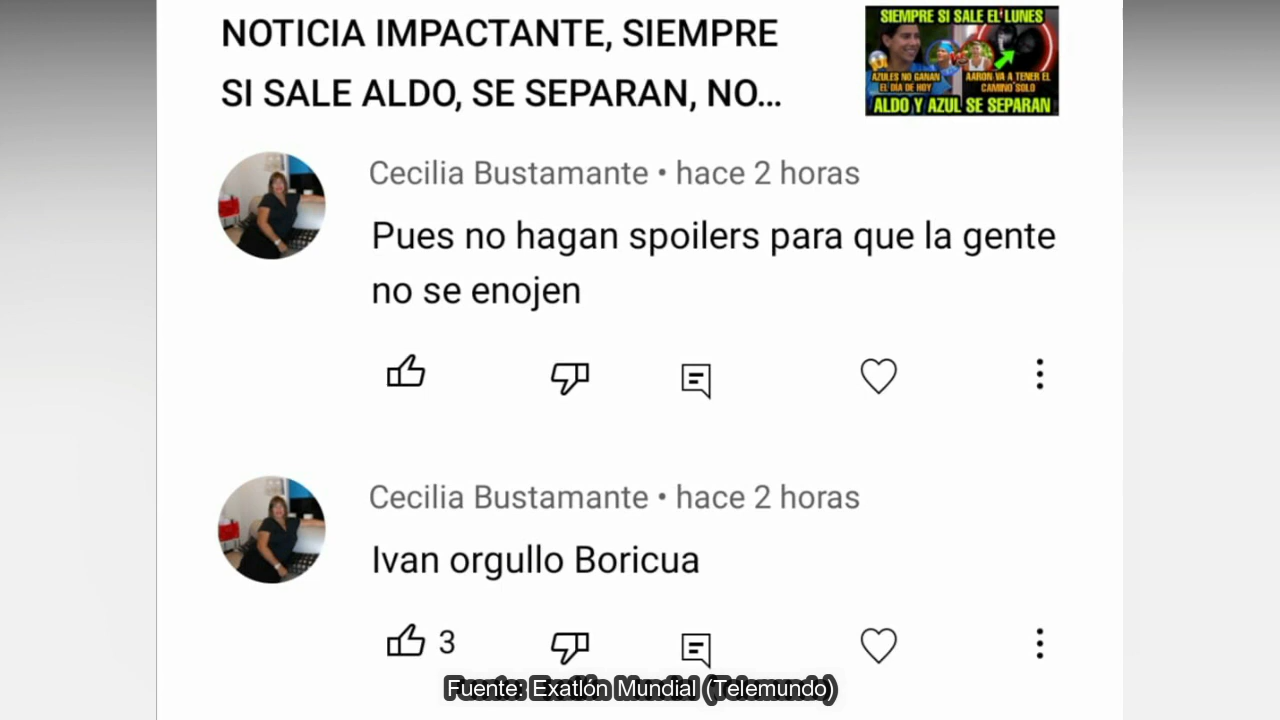 NOTICIA IMPACTANTE, SIEMPRE
SI SALE ALDO, SE SEPARAN, NO...
SIEMPRE SI SALE EL LUNES
AZULES NO GANAN
EL DIA DE HOY
AARON VA A TENER EL
CAMINO SOLO
ALDO Y AZUL SE SEPARAN
Cecilia Bustamante • hace 2 horas
Pues no hagan spoilers para que la gente
no se enojen
Cecilia Bustamante • hace 2 horas
Ivan orgullo Boricua
3
Fuente: Exatlón Mundial (Telemundo)